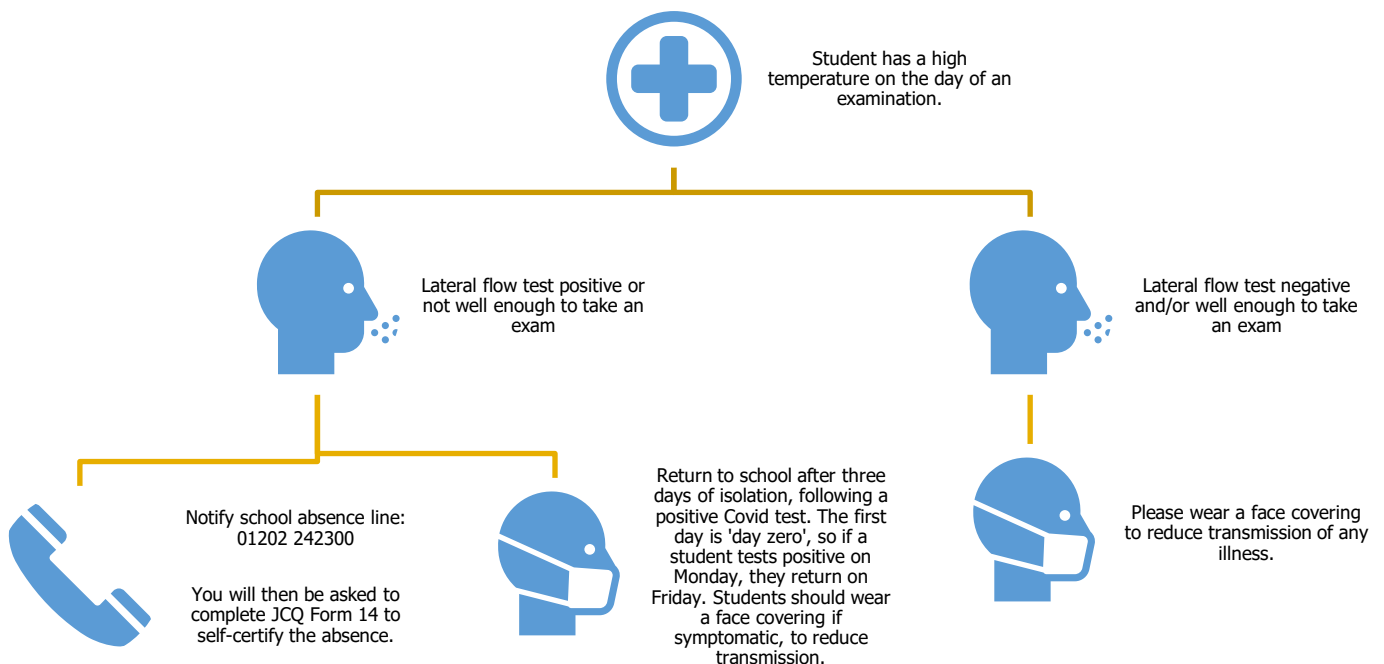 Student has a high
temperature on the day of an
examination.
Lateral flow test positive or
not well enough to take an
exam
Lateral flow test negative
and/or well enough to take
an exam
Notify school absence line:
01202 242300
You will then be asked to
complete JCQ Form 14 to
self-certify the absence.
Return to school after three
days of isolation, following a
positive Covid test. The first
day is 'day zero', so if a
student tests positive on
Monday, they return on
Friday. Students should wear
a face covering if
symptomatic, to reduce
transmission.
Please wear a face covering
to reduce transmission of any
illness.